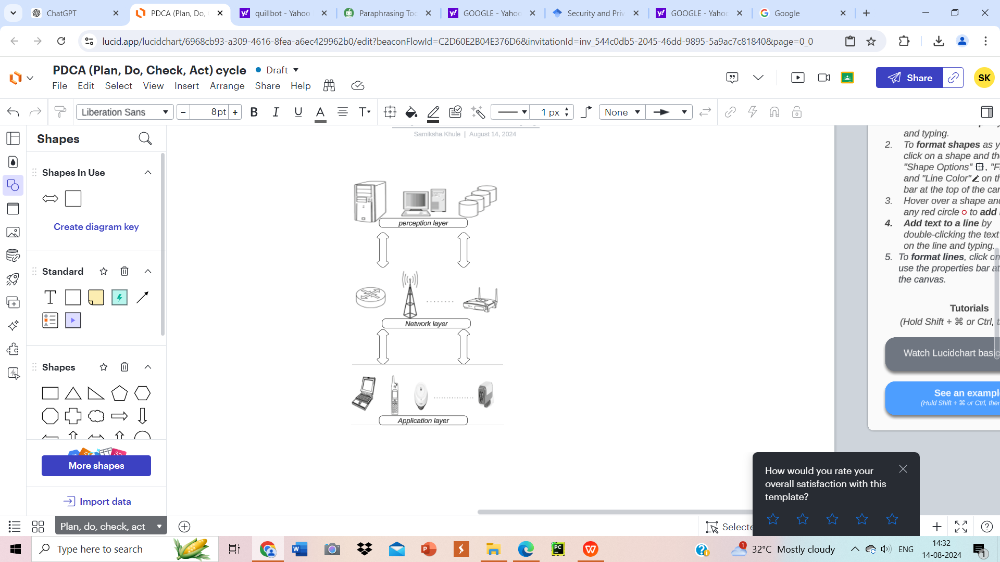 ChatGPT
PDCA (Plan, Do,
quillbot - Yahoo
Paraphrasing Too
GOOGLE - Yahoo
Security and Priv
GOOGLE - Yahoo
Google
lucid.app/lucidchart/6968cb93-a309-4616-8fea-a6ec429962b0/edit?beaconFlowId=C2D60E2B04E376D6&invitationId=inv_544c0db5-2045-46dd-9895-5a9ac7c81840&page=0_0
PDCA (Plan, Do, Check, Act) cycle
Draft
File Edit Select View Insert Arrange Share Help
Share
SK
Liberation Sans
- 8pt +
B I U A T
1 px
None
Shapes
Samiksha Khule | August 14, 2024
Shapes In Use
Create diagram key
Standard
T
Shapes
More shapes
Import data
perception layer
Network layer
Application layer
and typing.
2. To format shapes as y
click on a shape and the
"Shape Options" , "F
and "Line Color" on th
bar at the top of the can
3. Hover over a shape and
any red circle to add
4. Add text to a line by
double-clicking the text
on the line and typing.
5. To format lines, click on
use the properties bar at
the canvas.
Tutorials
(Hold Shift + ⌘ or Ctrl, t
Watch Lucidchart basic
See an example
(Hold Shift + ⌘ or Ctrl, then
How would you rate your
overall satisfaction with this
template?
Plan, do, check, act
Selecte
Type here to search
1
32°C Mostly cloudy
ENG
14:32
14-08-2024
1